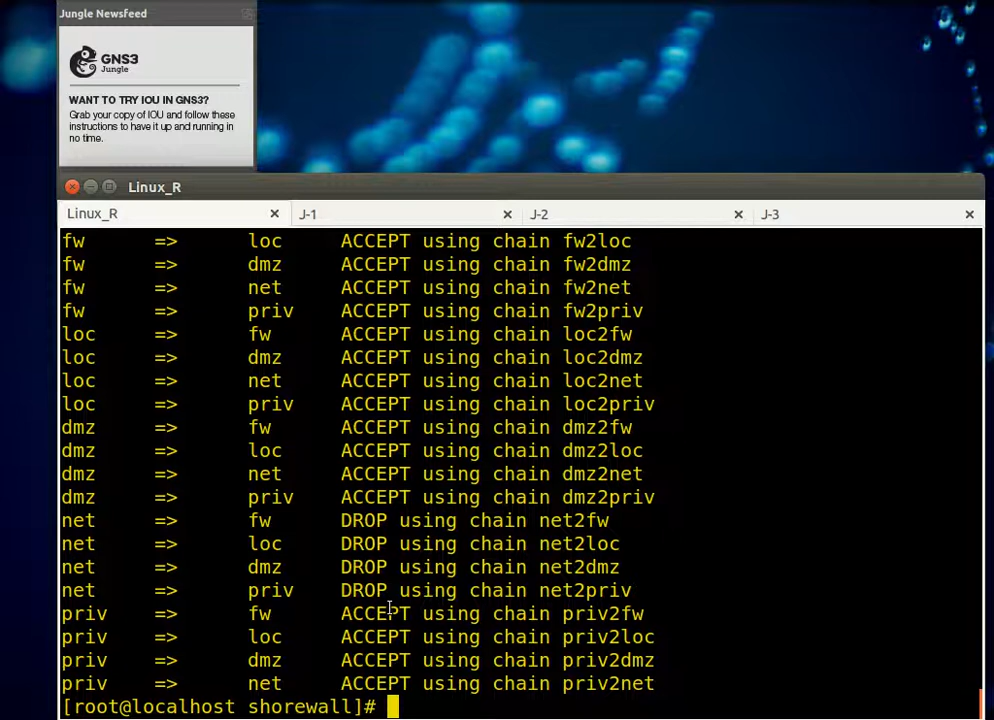 Jungle Newsfeed
GNS3
Jungle
WANT TO TRY IOU IN GNS3?
Grab your copy of IOU and follow these
instructions to have it up and running in
no time.
Linux_R
Linux_R J-1 J-2 J-3
fw => loc ACCEPT using chain fw2loc
fw => dmz ACCEPT using chain fw2dmz
fw => net ACCEPT using chain fw2net
fw => priv ACCEPT using chain fw2priv
loc => fw ACCEPT using chain loc2fw
loc => dmz ACCEPT using chain loc2dmz
loc => net ACCEPT using chain loc2net
loc => priv ACCEPT using chain loc2priv
dmz => fw ACCEPT using chain dmz2fw
dmz => loc ACCEPT using chain dmz2loc
dmz => net ACCEPT using chain dmz2net
dmz => priv ACCEPT using chain dmz2priv
net => fw DROP using chain net2fw
net => loc DROP using chain net2loc
net => dmz DROP using chain net2dmz
net => priv DROP using chain net2priv
priv => fw ACCEPT using chain priv2fw
priv => loc ACCEPT using chain priv2loc
priv => dmz ACCEPT using chain priv2dmz
priv => net ACCEPT using chain priv2net
[root@localhost shorewall]#